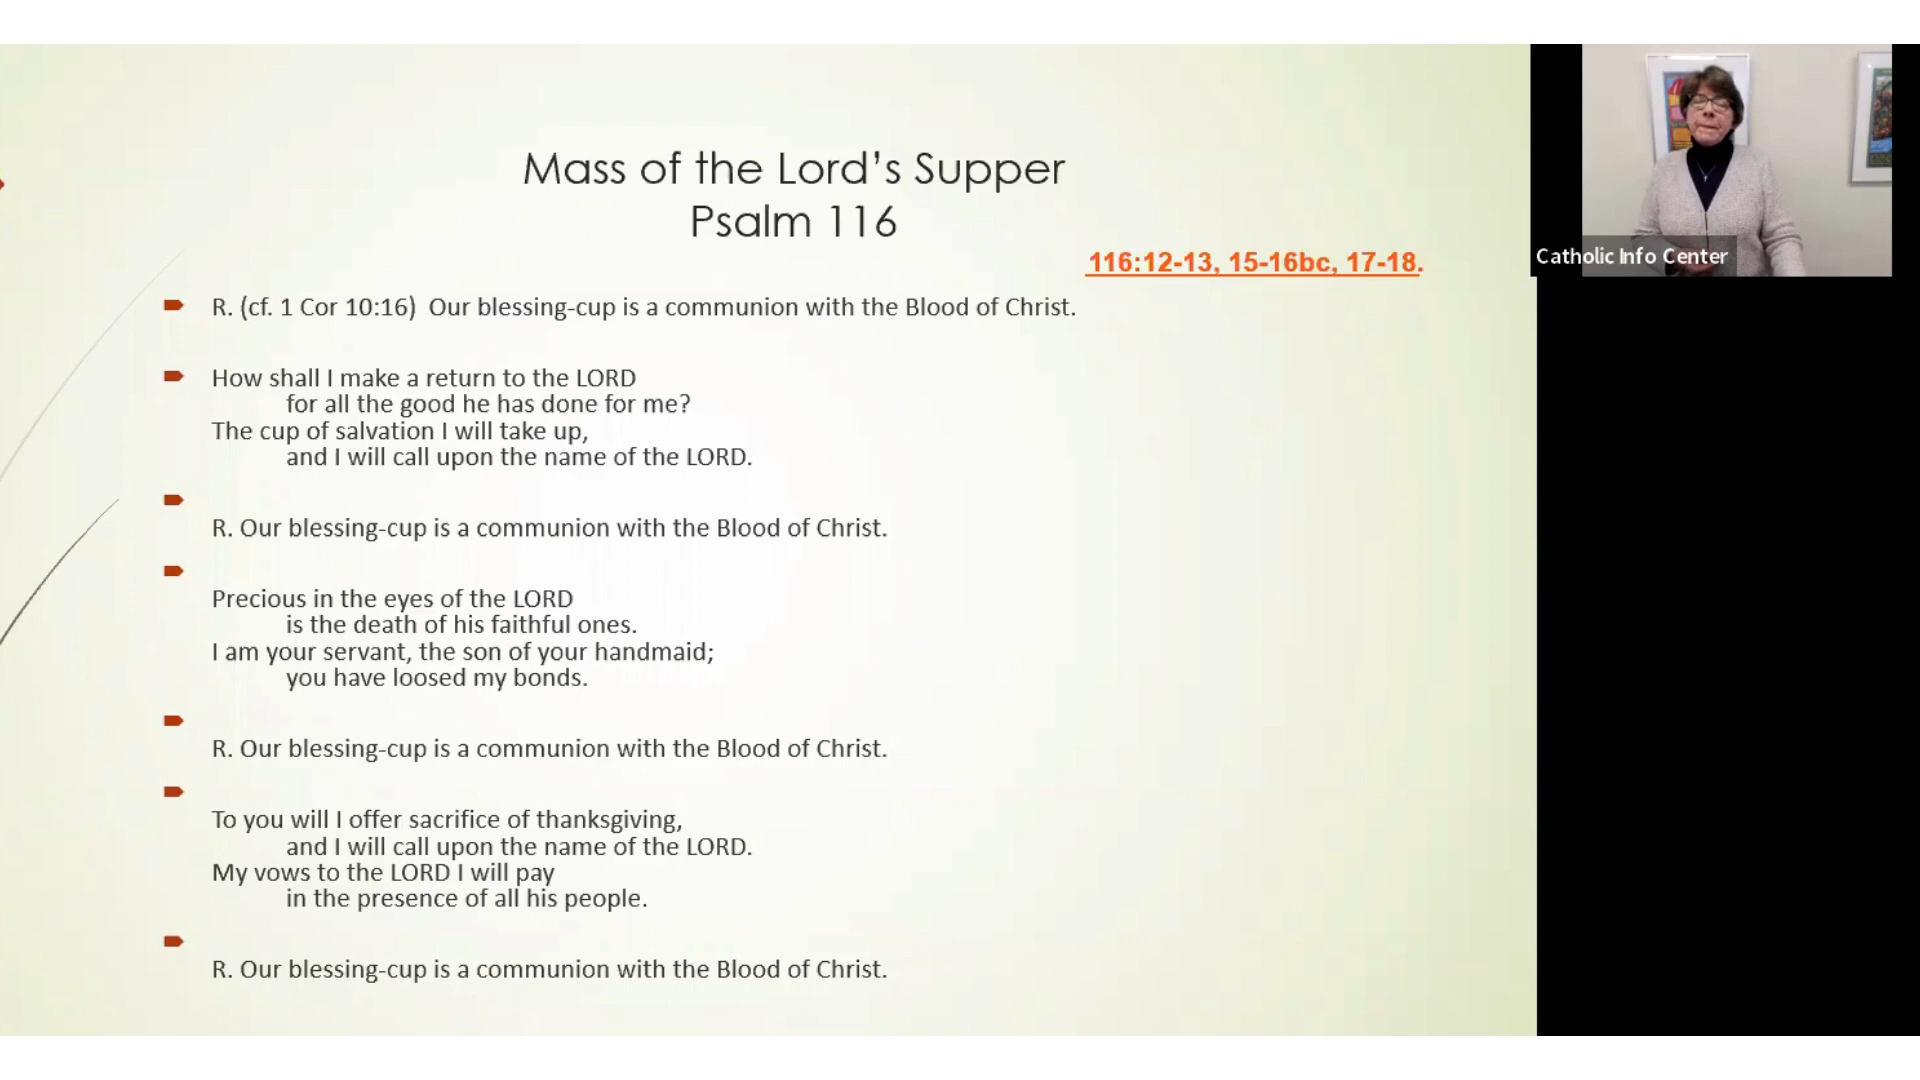 Mass of the Lord’s Supper
Psalm 116
116:12-13, 15-16bc, 17-18.
R. (cf. 1 Cor 10:16)  Our blessing-cup is a communion with the Blood of Christ.
How shall I make a return to the LORD
for all the good he has done for me?
The cup of salvation I will take up,
and I will call upon the name of the LORD.
R. Our blessing-cup is a communion with the Blood of Christ.
Precious in the eyes of the LORD
is the death of his faithful ones.
I am your servant, the son of your handmaid;
you have loosed my bonds.
R. Our blessing-cup is a communion with the Blood of Christ.
To you will I offer sacrifice of thanksgiving,
and I will call upon the name of the LORD.
My vows to the LORD I will pay
in the presence of all his people.
R. Our blessing-cup is a communion with the Blood of Christ.
Catholic Info Center